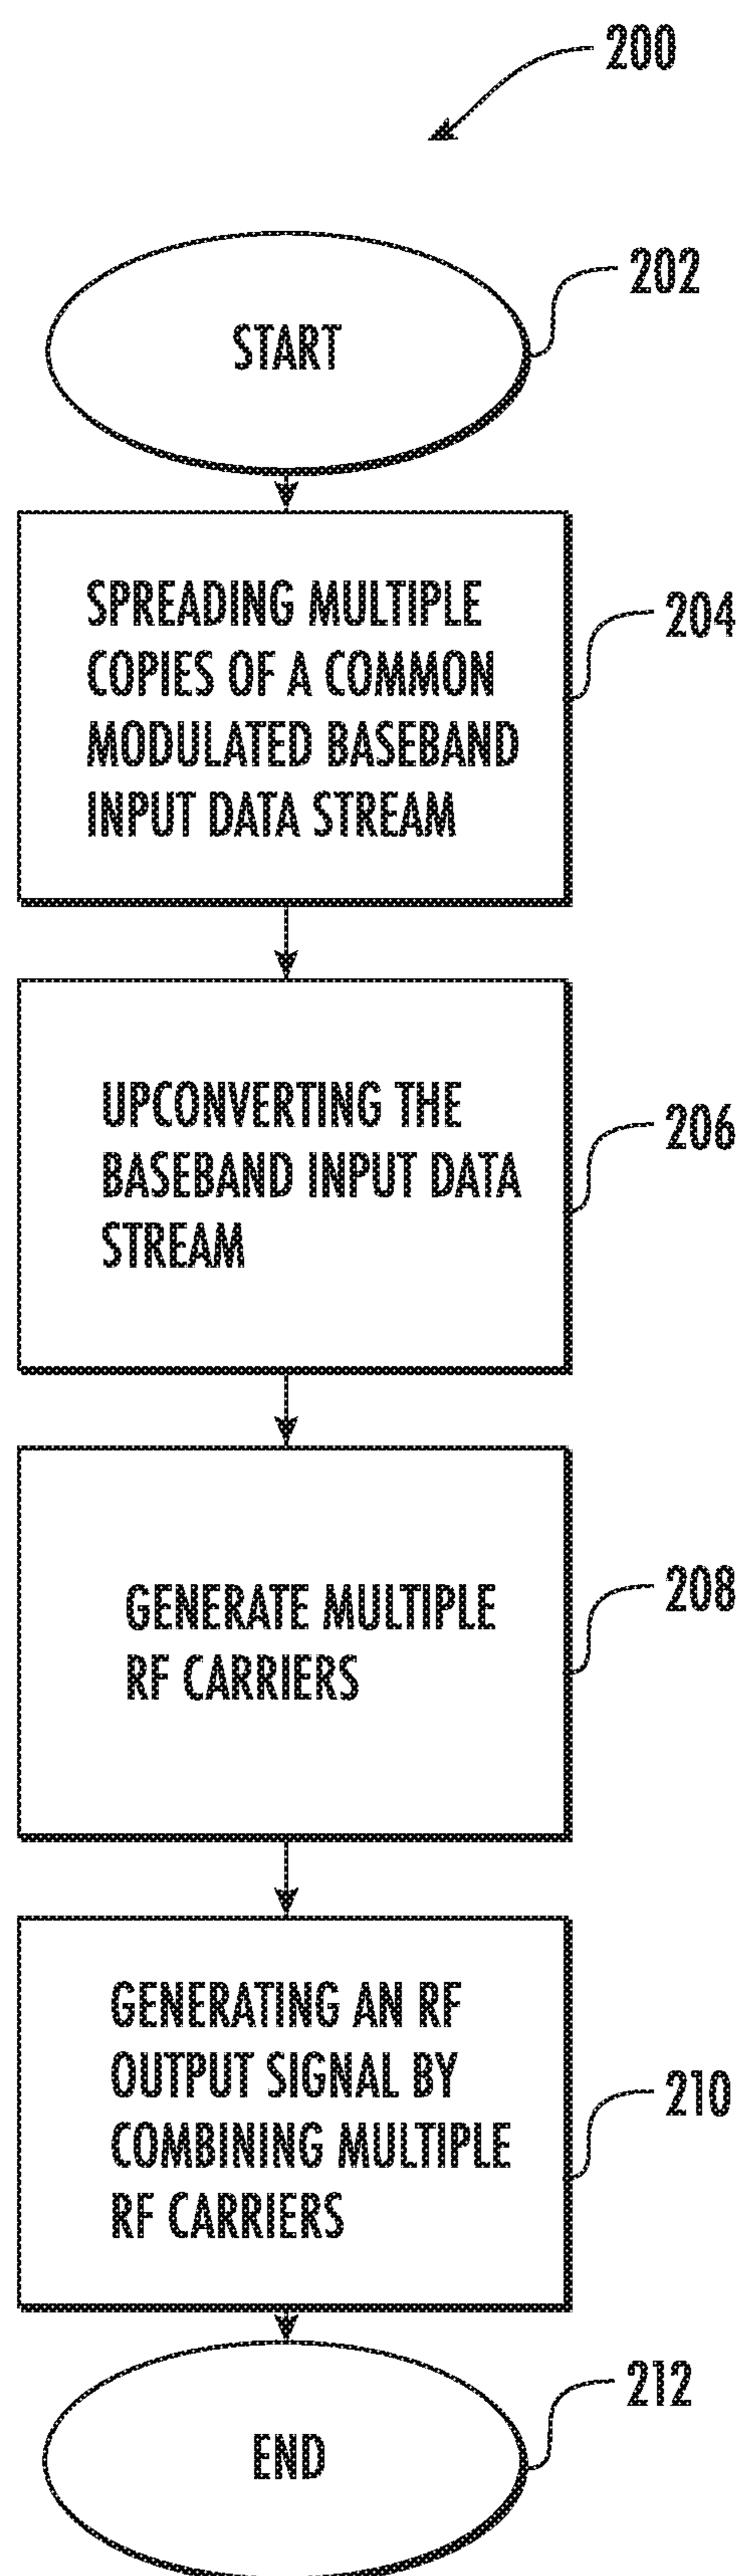 200
202
START
SPREADING MULTIPLE
COPIES OF A COMMON
MODULATED BASEBAND
INPUT DATA STREAM
204
UPCONVERTING THE
BASEBAND INPUT DATA
STREAM
206
GENERATE MULTIPLE
RF CARRIERS
208
GENERATING AN RF
OUTPUT SIGNAL BY
COMBINING MULTIPLE
RF CARRIERS
210
212
END